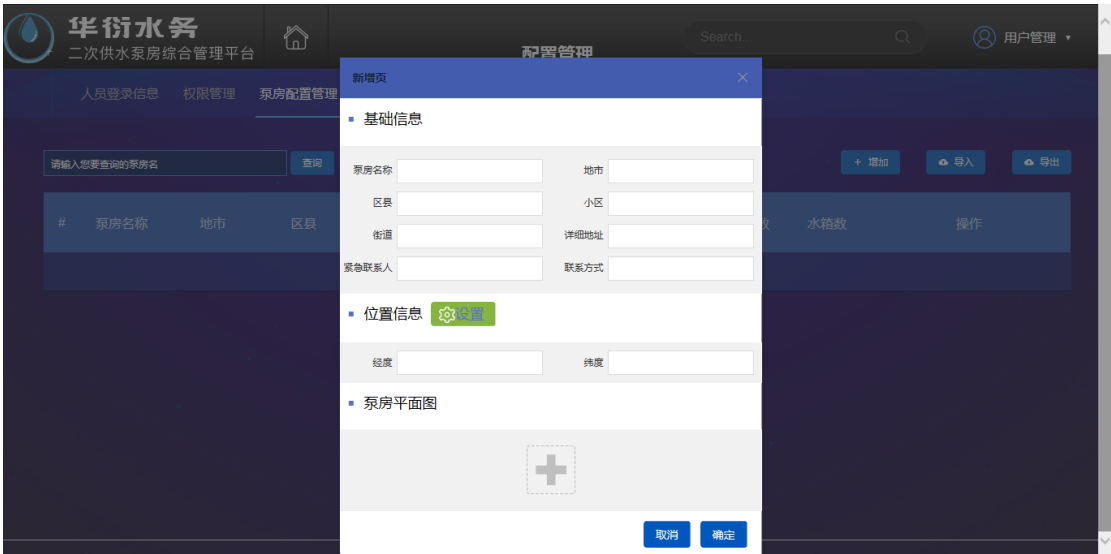 华衍水务
二次供水泵房综合管理平台
Search...
用户管理
配置管理
人员登录信息 权限管理 泵房配置管理
新增页
基础信息
请输入您要查询的泵房名 查询
+ 增加 导入 导出
泵房名称 地市
区县 小区
街道 详细地址
紧急联系人 联系方式
# 泵房名称 地市 区县 水箱数 操作
位置信息 设置
经度 纬度
泵房平面图
取消 确定